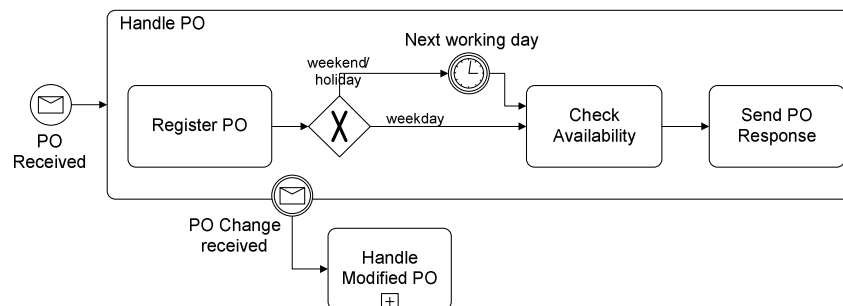 Handle PO
Next working day
weekend/
holiday
Register PO
weekday
Check
Availability
Send PO
Response
PO
Received
PO Change
received
Handle
Modified PO